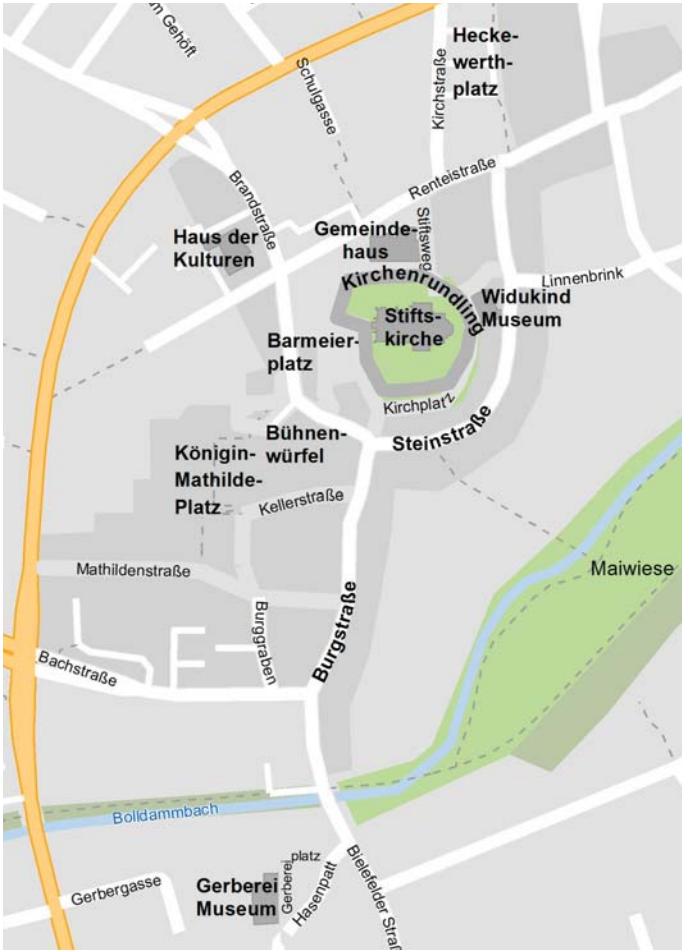 m Gehöft
Schulgasse
Hecke-
werth-
platz
Kirchstraße
Brandstraße
Renteistraße
Haus der
Kulturen
Gemeinde-
haus
Stiftsweg
Kirchenrundling
Linnenbrink
Widukind
Museum
Stifts-
kirche
Barmeier-
platz
Kirchplatz
Steinstraße
Bühnen-
würfel
Königin-
Mathilde-
Platz
Kellerstraße
Mathildenstraße
Maiwiese
Burggraben
Burgstraße
Bachstraße
Bolldammbach
Gerberei
platz
Hasenpatt
Bielefelder Straß
Gerbergasse
Gerberei
Museum